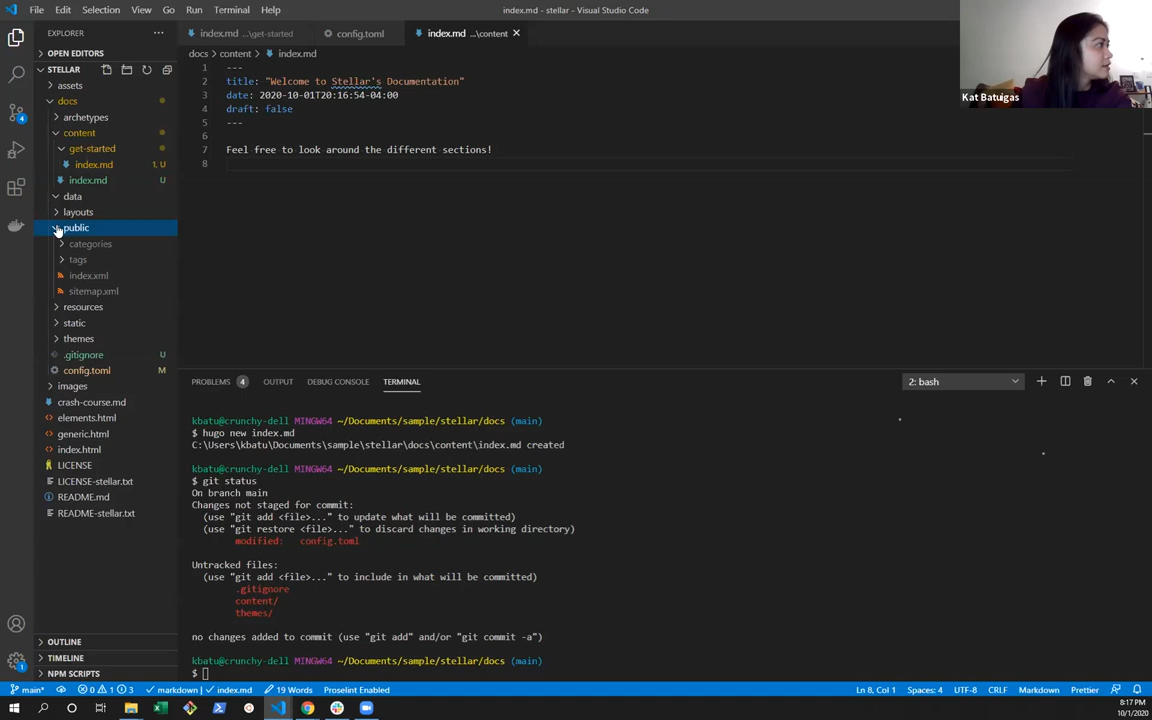 File Edit Selection View Go Run Terminal Help
index.md - stellar - Visual Studio Code
EXPLORER
index.md ...\get-started
config.toml
index.md ...\content
OPEN EDITORS
STELLAR
assets
docs
archetypes
content
get-started
index.md 1, U
index.md U
data
layouts
public
categories
tags
index.xml
sitemap.xml
resources
static
themes
.gitignore U
config.toml M
images
crash-course.md
elements.html
generic.html
index.html
LICENSE
LICENSE-stellar.txt
README.md
README-stellar.txt
OUTLINE
TIMELINE
NPM SCRIPTS
4
1
docs > content > index.md
1 ---
2 title: "Welcome to Stellar's Documentation"
3 date: 2020-10-01T20:16:54-04:00
4 draft: false
5 ---
6
7 Feel free to look around the different sections!
8
Kat Batuigas
PROBLEMS 4 OUTPUT DEBUG CONSOLE TERMINAL
2: bash
kbatu@crunchy-dell MINGW64 ~/Documents/sample/stellar/docs (main)
$ hugo new index.md
C:\Users\kbatu\Documents\sample\stellar\docs\content\index.md created
kbatu@crunchy-dell MINGW64 ~/Documents/sample/stellar/docs (main)
$ git status
On branch main
Changes not staged for commit:
(use "git add <file>..." to update what will be committed)
(use "git restore <file>..." to discard changes in working directory)
modified: config.toml
Untracked files:
(use "git add <file>..." to include in what will be committed)
.gitignore
content/
themes/
no changes added to commit (use "git add" and/or "git commit -a")
kbatu@crunchy-dell MINGW64 ~/Documents/sample/stellar/docs (main)
$
main* 0 1 3 markdown | index.md 19 Words Proselint Enabled
Ln 8, Col 1 Spaces: 4 UTF-8 CRLF Markdown Prettier
8:17 PM
10/1/2020